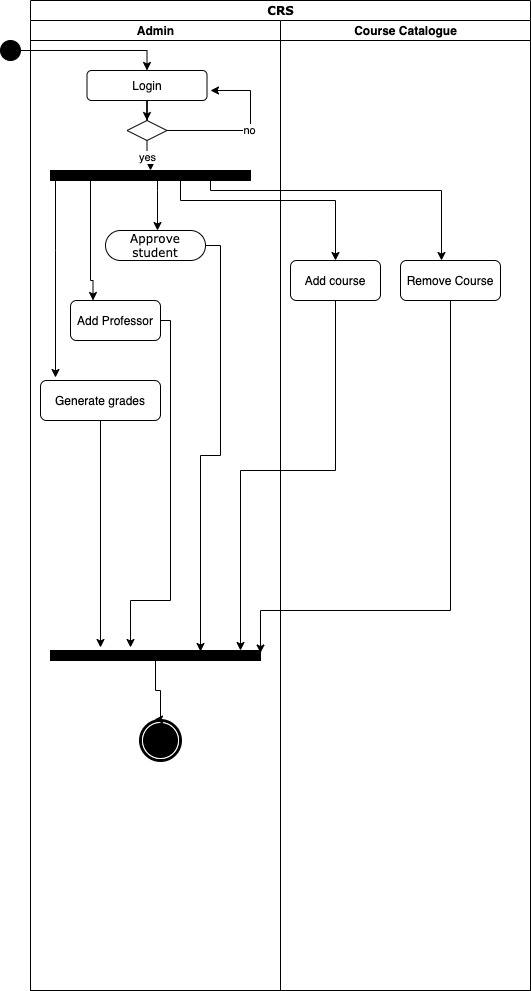 CRS
Admin
Course Catalogue
Login
no
yes
Approve
student
Add course
Remove Course
Add Professor
Generate grades